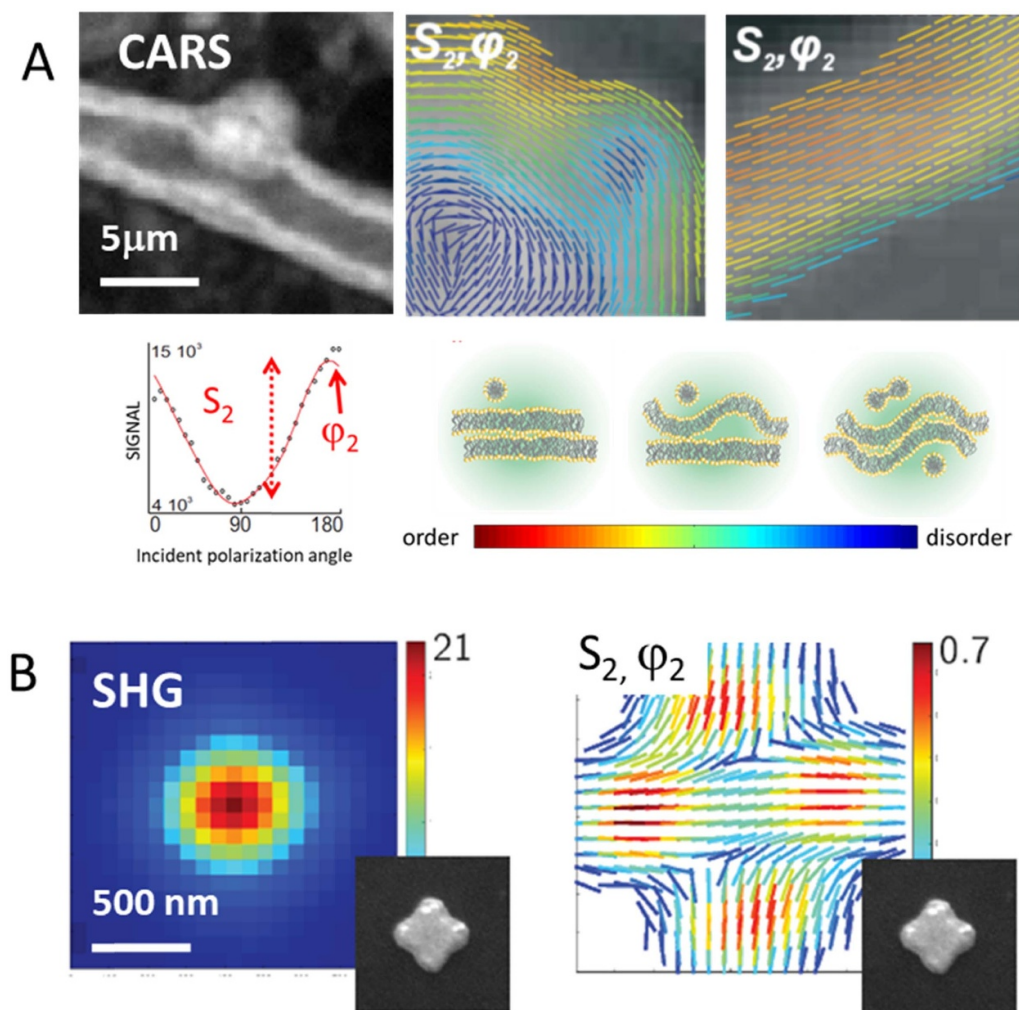 A
CARS
5μm
S2,φ2
S2,φ2
15 10³
S2
φ2
SIGNAL
4 10³
0
90
180
Incident polarization angle
order
disorder
B
SHG
21
500 nm
S2, φ2
0.7